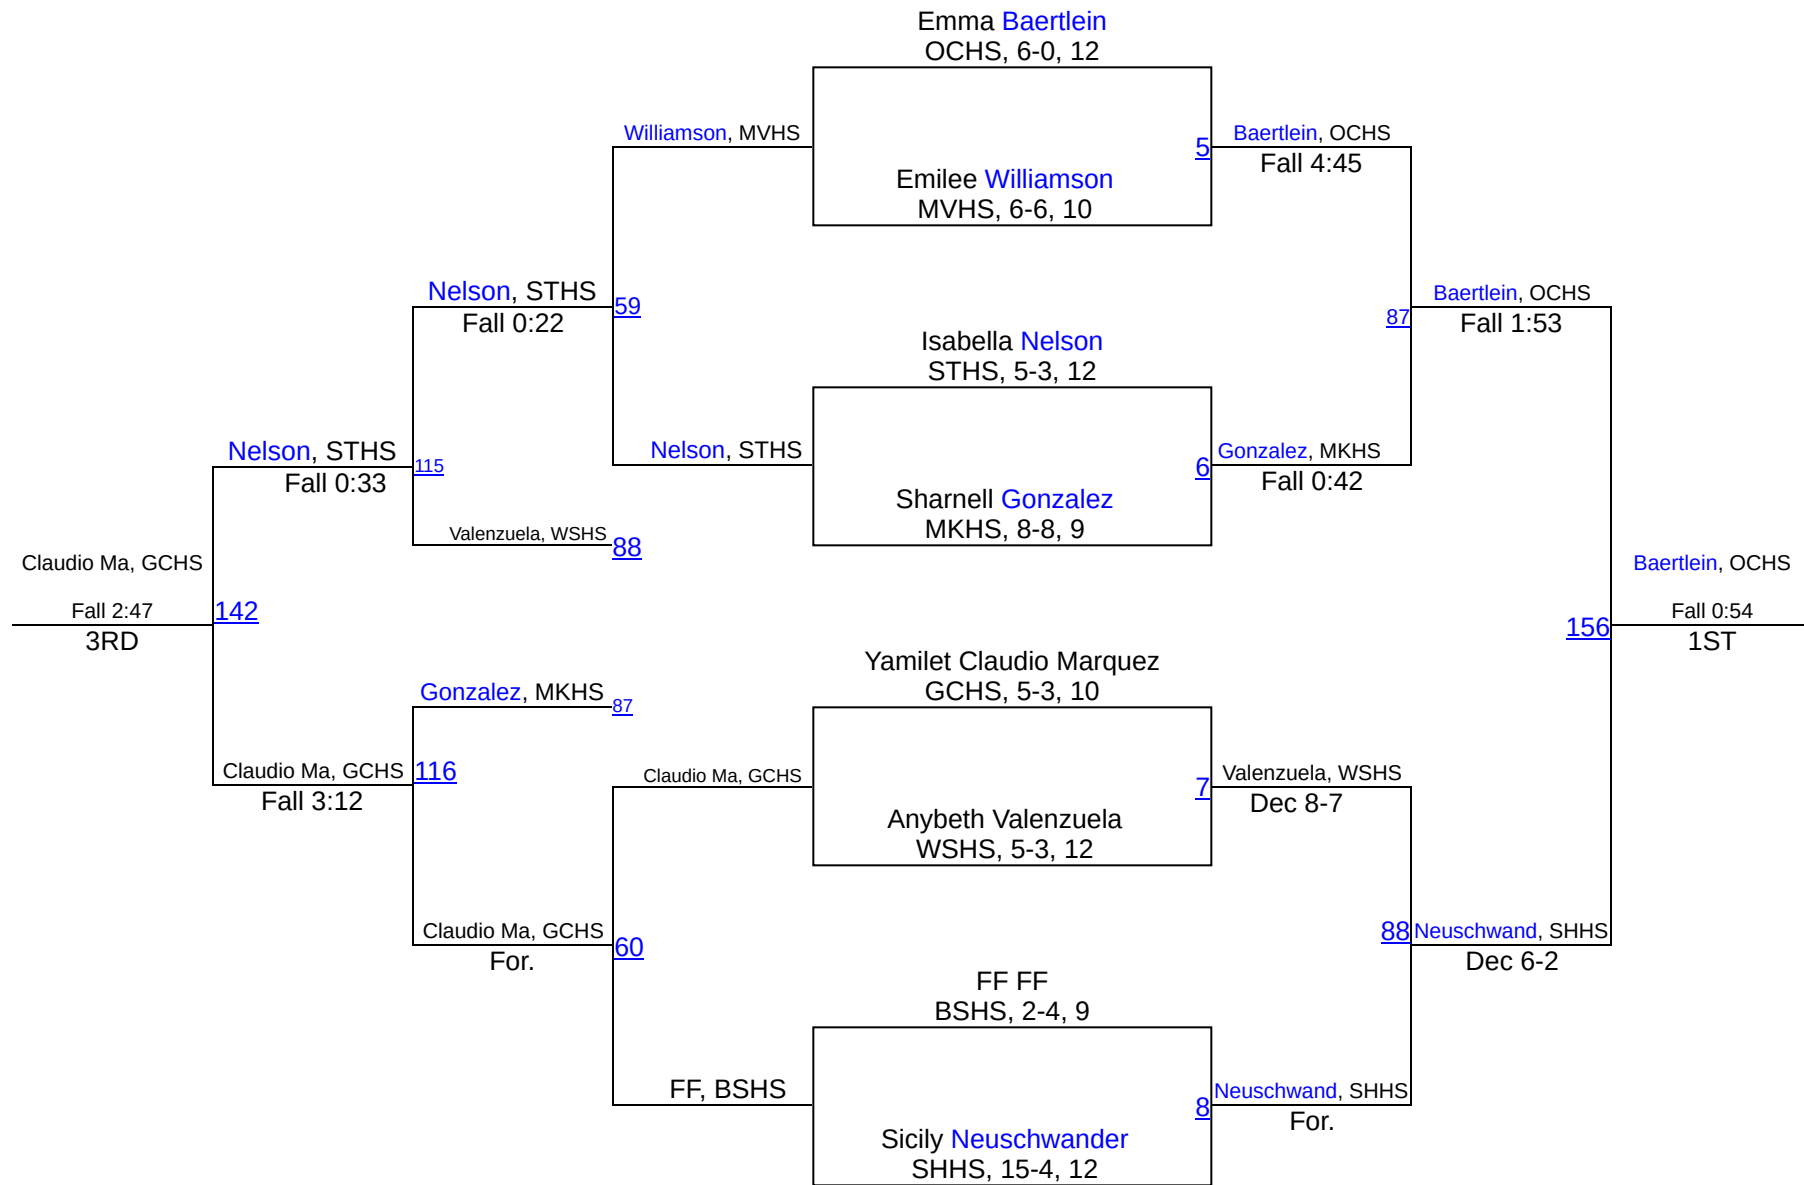 Emma Baertlein
OCHS, 6-0, 12
Williamson, MVHS
5
Baertlein, OCHS
Fall 4:45
Emilee Williamson
MVHS, 6-6, 10
Nelson, STHS
Fall 0:22
59
Baertlein, OCHS
Fall 1:53
87
Isabella Nelson
STHS, 5-3, 12
Nelson, STHS
Fall 0:33
115
Nelson, STHS
6
Gonzalez, MKHS
Fall 0:42
Sharnell Gonzalez
MKHS, 8-8, 9
Valenzuela, WSHS
88
Claudio Ma, GCHS
Fall 2:47
3RD
142
Baertlein, OCHS
Fall 0:54
1ST
156
Yamilet Claudio Marquez
GCHS, 5-3, 10
Gonzalez, MKHS
87
Claudio Ma, GCHS
Fall 3:12
116
Claudio Ma, GCHS
7
Valenzuela, WSHS
Dec 8-7
Anybeth Valenzuela
WSHS, 5-3, 12
Claudio Ma, GCHS
For.
60
88
Neuschwand, SHHS
Dec 6-2
FF FF
BSHS, 2-4, 9
FF, BSHS
8
Neuschwand, SHHS
For.
Sicily Neuschwander
SHHS, 15-4, 12